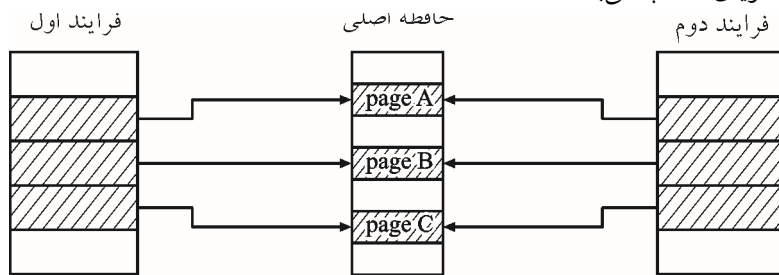 فرایند اول
حافظه اصلی
فرایند دوم
page A
page B
page C